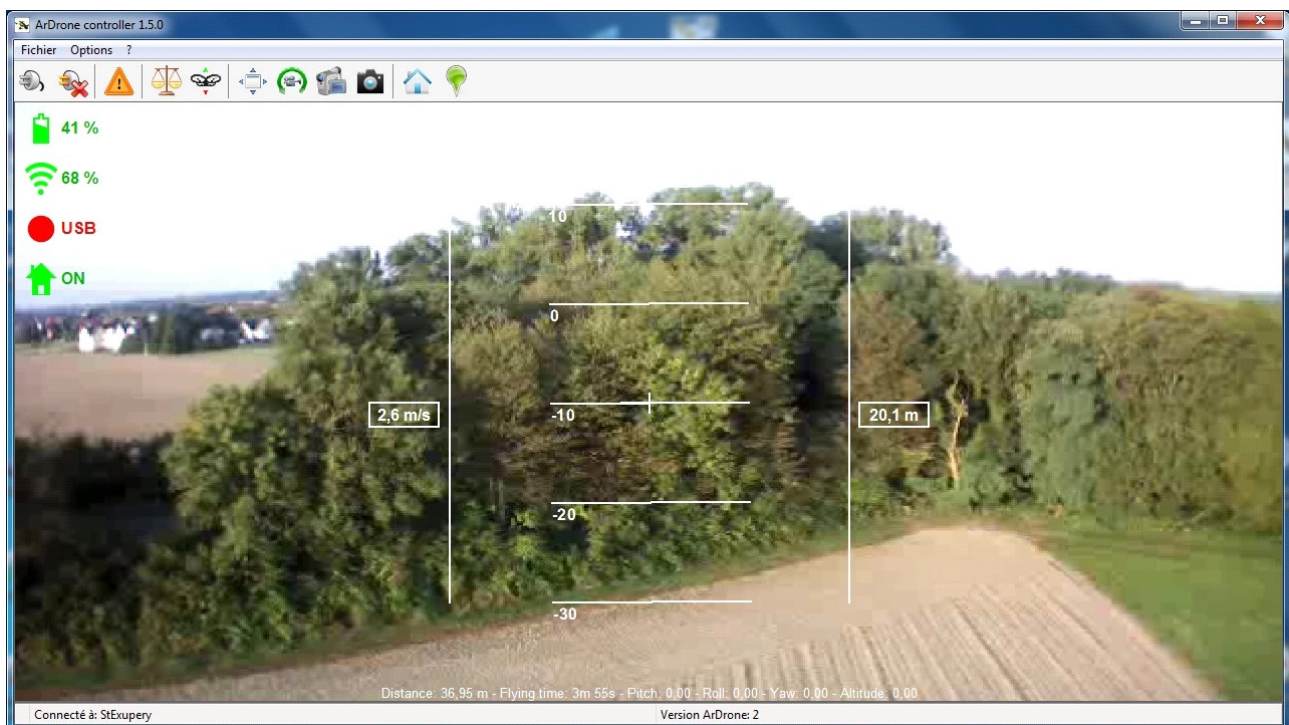 ArDrone controller 1.5.0
Fichier Options ?
41 %
68 %
USB
ON
10
0
-10
-20
-30
2,6 m/s
20,1 m
Distance: 36,95 m - Flying time: 3m 55s - Pitch: 0,00 - Roll: 0,00 - Yaw: 0,00 - Altitude: 0,00
Connecté à: StExupery
Version ArDrone: 2